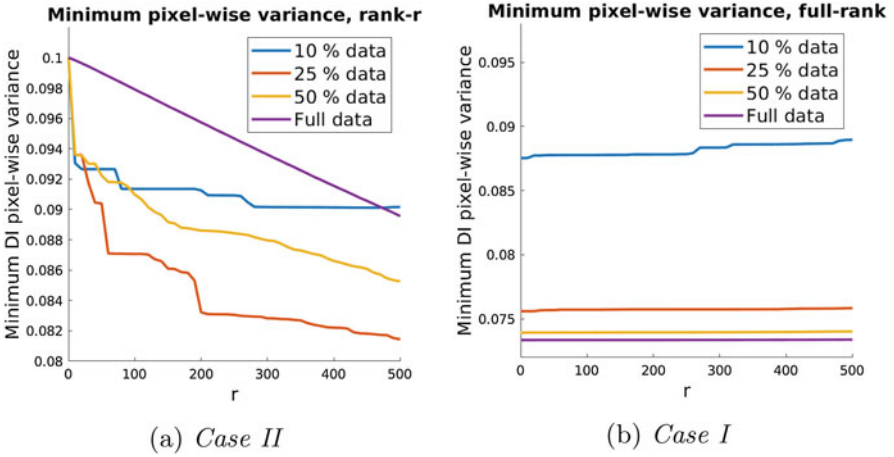 Minimum pixel-wise variance, rank-r
0.1
0.098
0.096
0.094
0.092
0.09
0.088
0.086
0.084
0.082
0.08
Minimum DI pixel-wise variance
10 % data
25 % data
50 % data
Full data
0 100 200 300 400 500
r
(a) Case II
Minimum pixel-wise variance, full-rank
0.095
0.09
0.085
0.08
0.075
Minimum DI pixel-wise variance
10 % data
25 % data
50 % data
Full data
0 100 200 300 400 500
r
(b) Case I